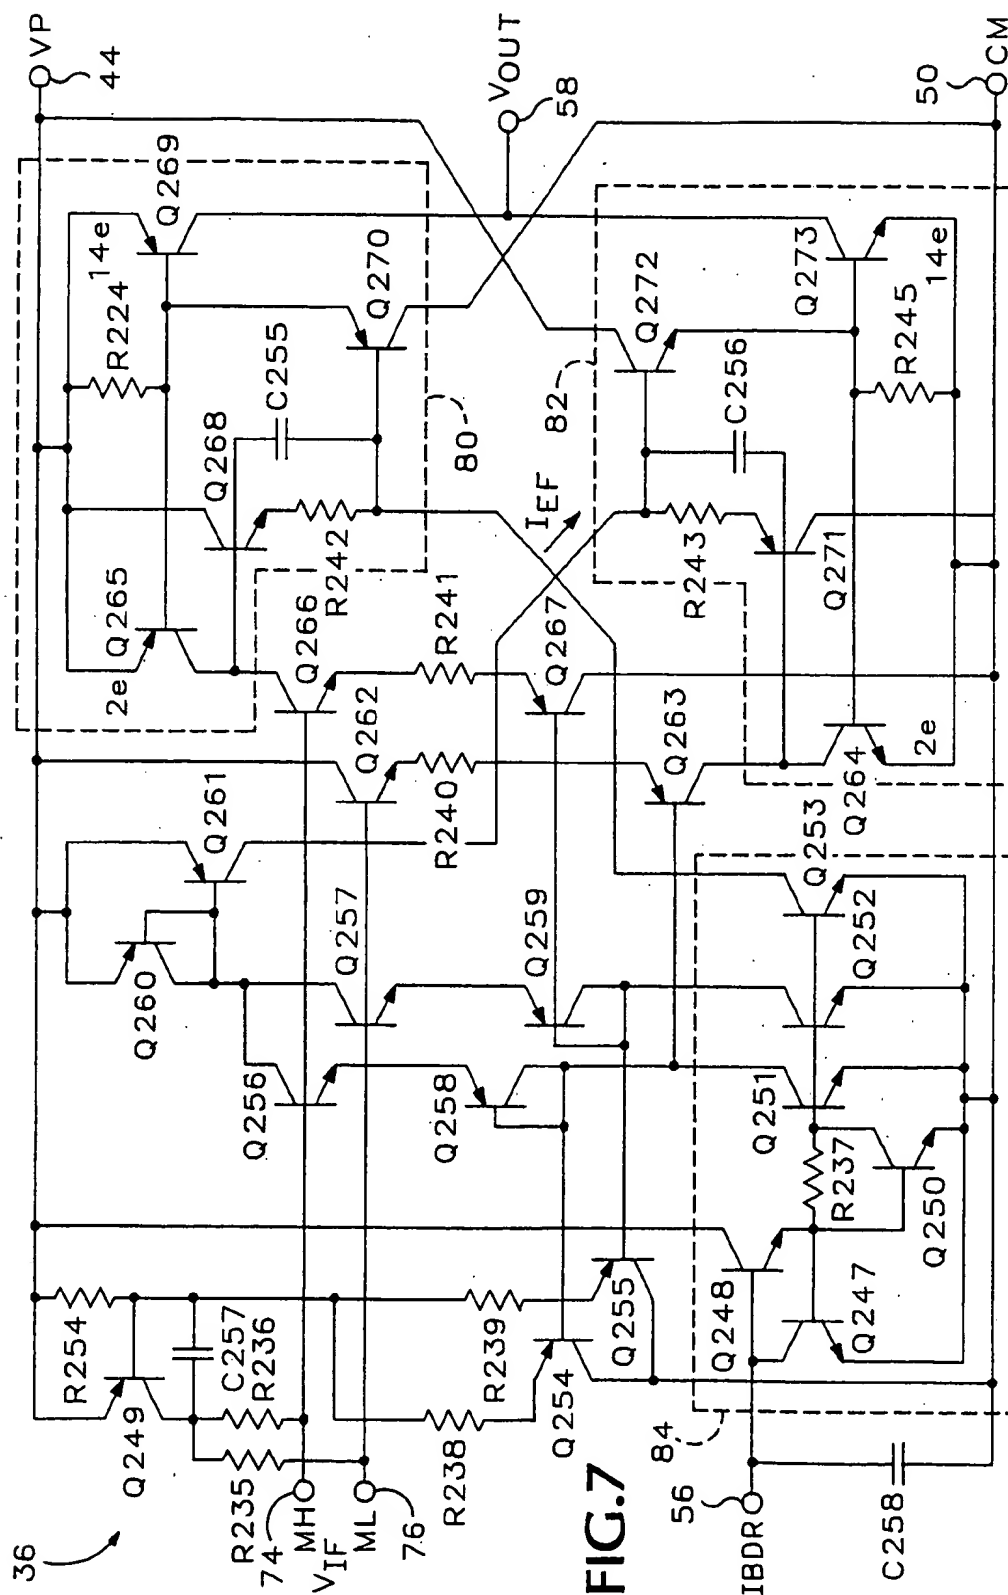 36
VP
44
VOUT
58
50
CM
Q269
14e
R224
Q270
C255
Q268
80
Q265
2e
R242
Q266
R241
Q262
IEF
Q267
82
Q272
C256
R243
Q271
Q273
14e
R245
Q263
Q264
2e
Q261
R240
Q260
Q257
Q259
Q256
Q258
Q253
Q252
Q251
R237
Q250
Q248
Q247
84
R254
Q249
C257
R236
R235
R239
R238
Q255
Q254
74
MH
VIF
ML
76
56
IBDR
C258
FIG.7